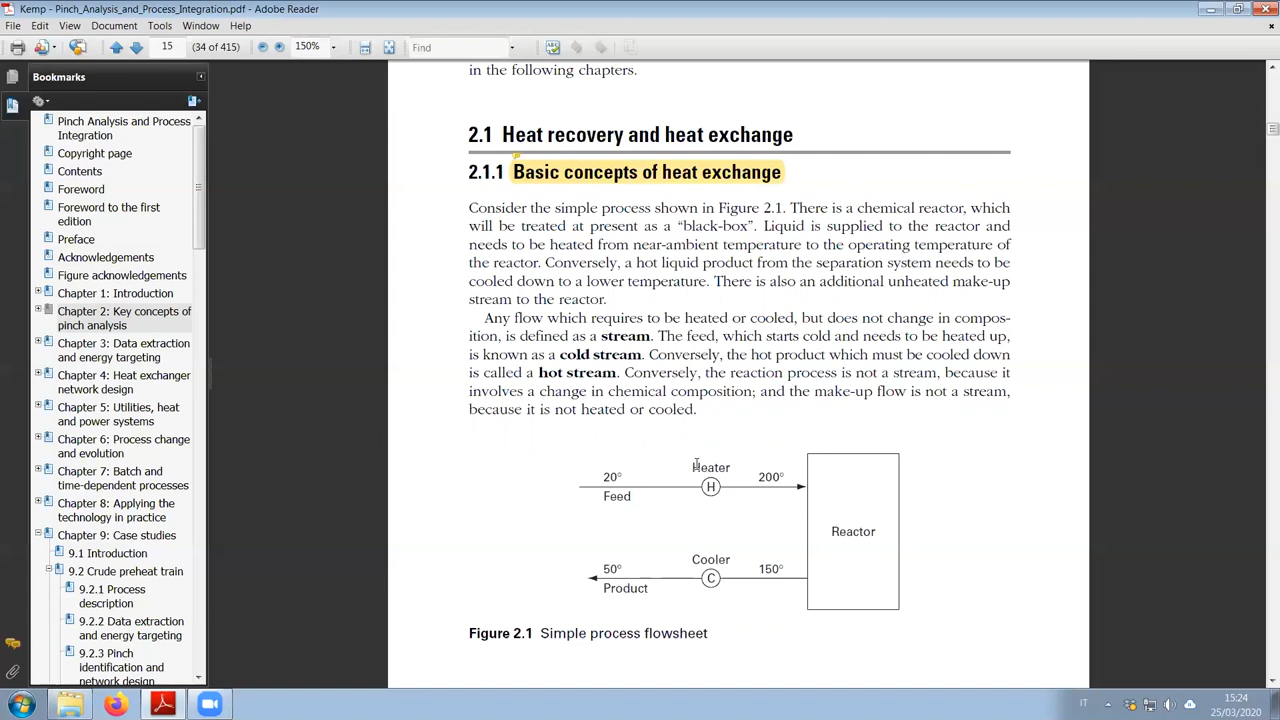 Kemp - Pinch_Analysis_and_Process_Integration.pdf - Adobe Reader
File Edit View Document Tools Window Help
15 (34 of 415) 150% Find
Bookmarks
Pinch Analysis and Process
Integration
Copyright page
Contents
Foreword
Foreword to the first
edition
Preface
Acknowledgements
Figure acknowledgements
Chapter 1: Introduction
Chapter 2: Key concepts of
pinch analysis
Chapter 3: Data extraction
and energy targeting
Chapter 4: Heat exchanger
network design
Chapter 5: Utilities, heat
and power systems
Chapter 6: Process change
and evolution
Chapter 7: Batch and
time-dependent processes
Chapter 8: Applying the
technology in practice
Chapter 9: Case studies
9.1 Introduction
9.2 Crude preheat train
9.2.1 Process
description
9.2.2 Data extraction
and energy targeting
9.2.3 Pinch
identification and
network design
in the following chapters.
2.1 Heat recovery and heat exchange
2.1.1 Basic concepts of heat exchange
Consider the simple process shown in Figure 2.1. There is a chemical reactor, which
will be treated at present as a “black-box”. Liquid is supplied to the reactor and
needs to be heated from near-ambient temperature to the operating temperature of
the reactor. Conversely, a hot liquid product from the separation system needs to be
cooled down to a lower temperature. There is also an additional unheated make-up
stream to the reactor.
Any flow which requires to be heated or cooled, but does not change in compos-
ition, is defined as a stream. The feed, which starts cold and needs to be heated up,
is known as a cold stream. Conversely, the hot product which must be cooled down
is called a hot stream. Conversely, the reaction process is not a stream, because it
involves a change in chemical composition; and the make-up flow is not a stream,
because it is not heated or cooled.
Heater
20° 200°
H
Feed
Reactor
Cooler
50° 150°
C
Product
Figure 2.1 Simple process flowsheet
IT
15:24
25/03/2020